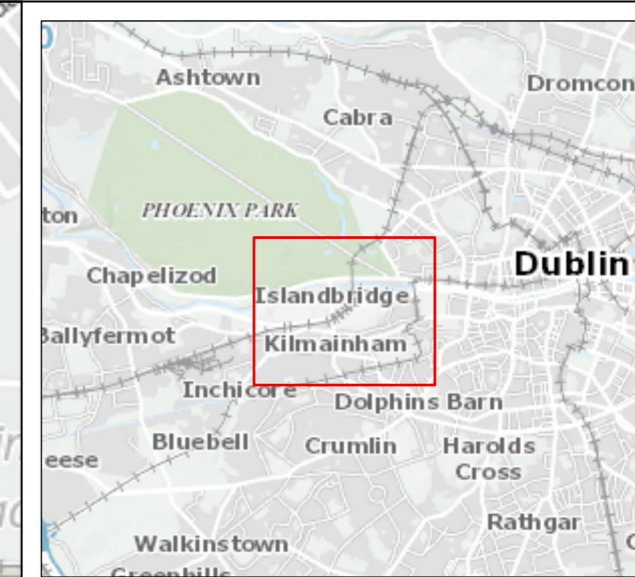 Ashtown
Dromcon
Cabra
PHOENIX PARK
ton
Dublin
Chapelizod
Islandbridge
Ballyfermot
Kilmainham
Inchicore
Dolphins Barn
Bluebell
Crumlin
Harolds
Cross
eese
Rathgar
Walkinstown
Greenhills